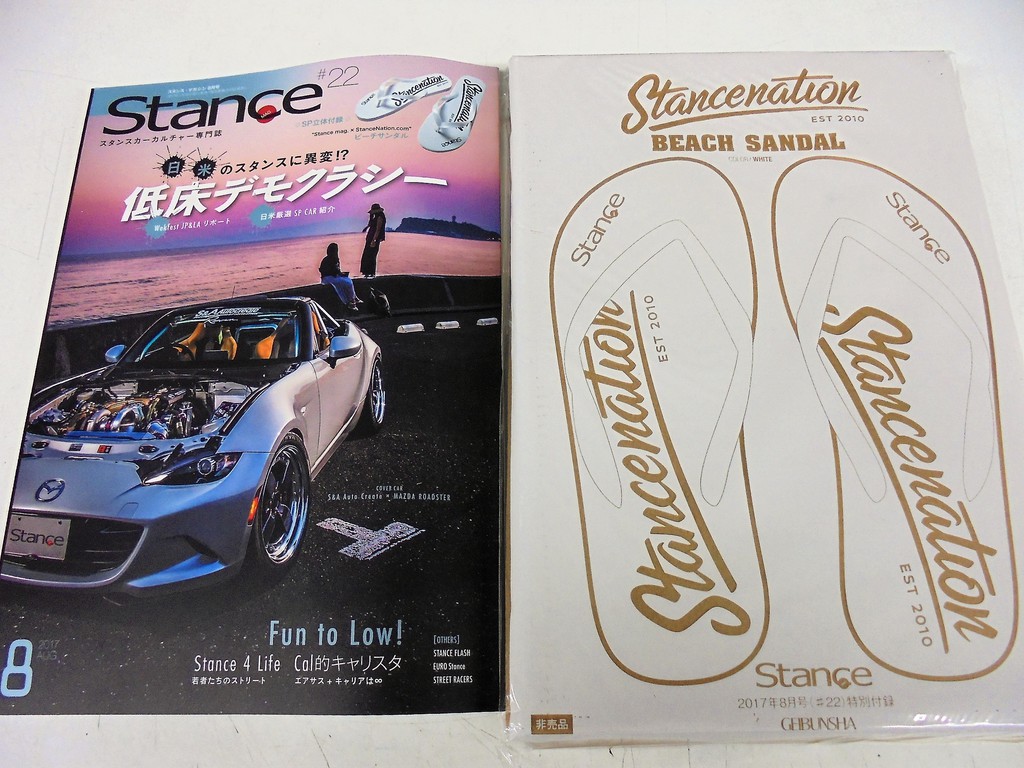 #22
Stance
スタンスカーカルチャー専門誌
SP立体付録
"Stance mag. × StanceNation.com"
ビーチサンダル
Stancenation
Stancenation
Stance
日 米 のスタンスに異変!?
低床デモクラシー
Wekfest JP&LA リポート
日米厳選 SP CAR 紹介
S&A Autocreate
COVER CAR
S&A Auto Create × MAZDA ROADSTER
Stance
8
2017
AUG.
Fun to Low!
Stance 4 Life Cal的キャリスタ
若者たちのストリート エアサス+キャリアは∞
[OTHERS]
STANCE FLASH
EURO Stance
STREET RACERS
Stancenation
EST 2010
BEACH SANDAL
COLOR/ WHITE
Stance
Stancenation
EST 2010
Stance
Stancenation
EST 2010
Stance
2017年8月号(#22)特別付録
非売品
GEIBUNSHA